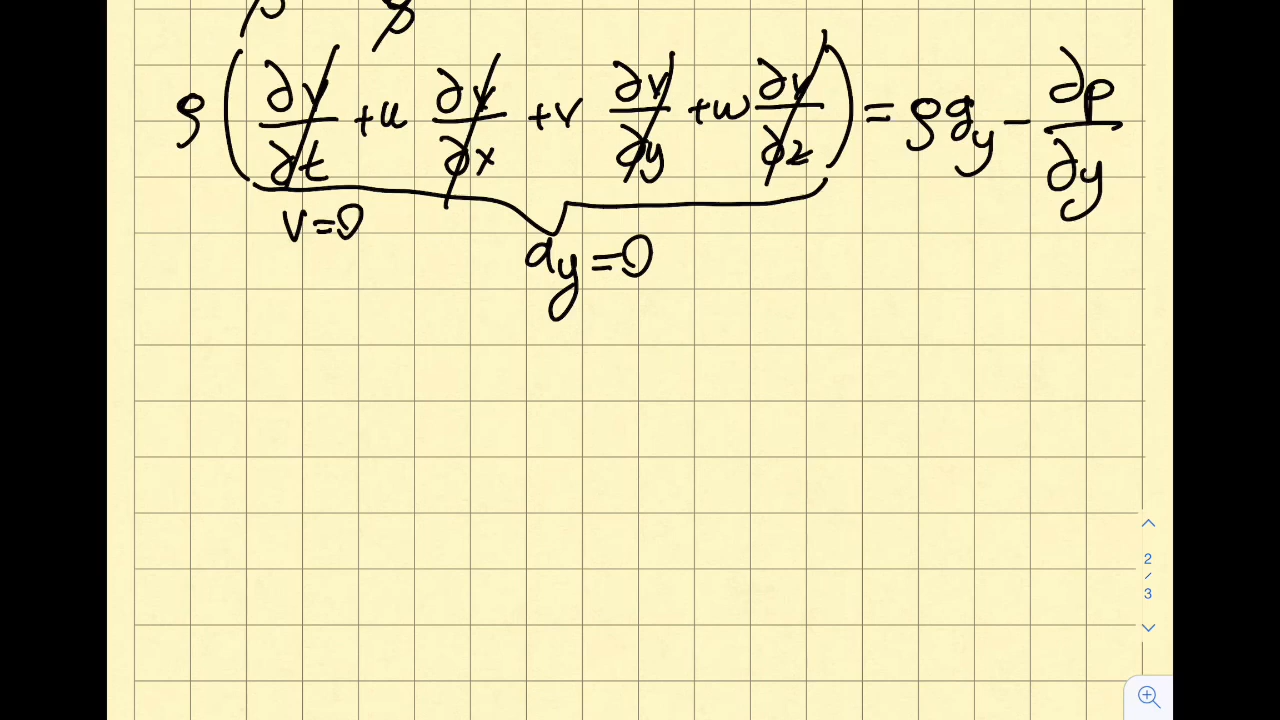 ρ(∂v/∂t + u ∂v/∂x + v ∂v/∂y + w ∂v/∂z) = ρg_y - ∂p/∂y
v=0
a_y=0
2
/
3